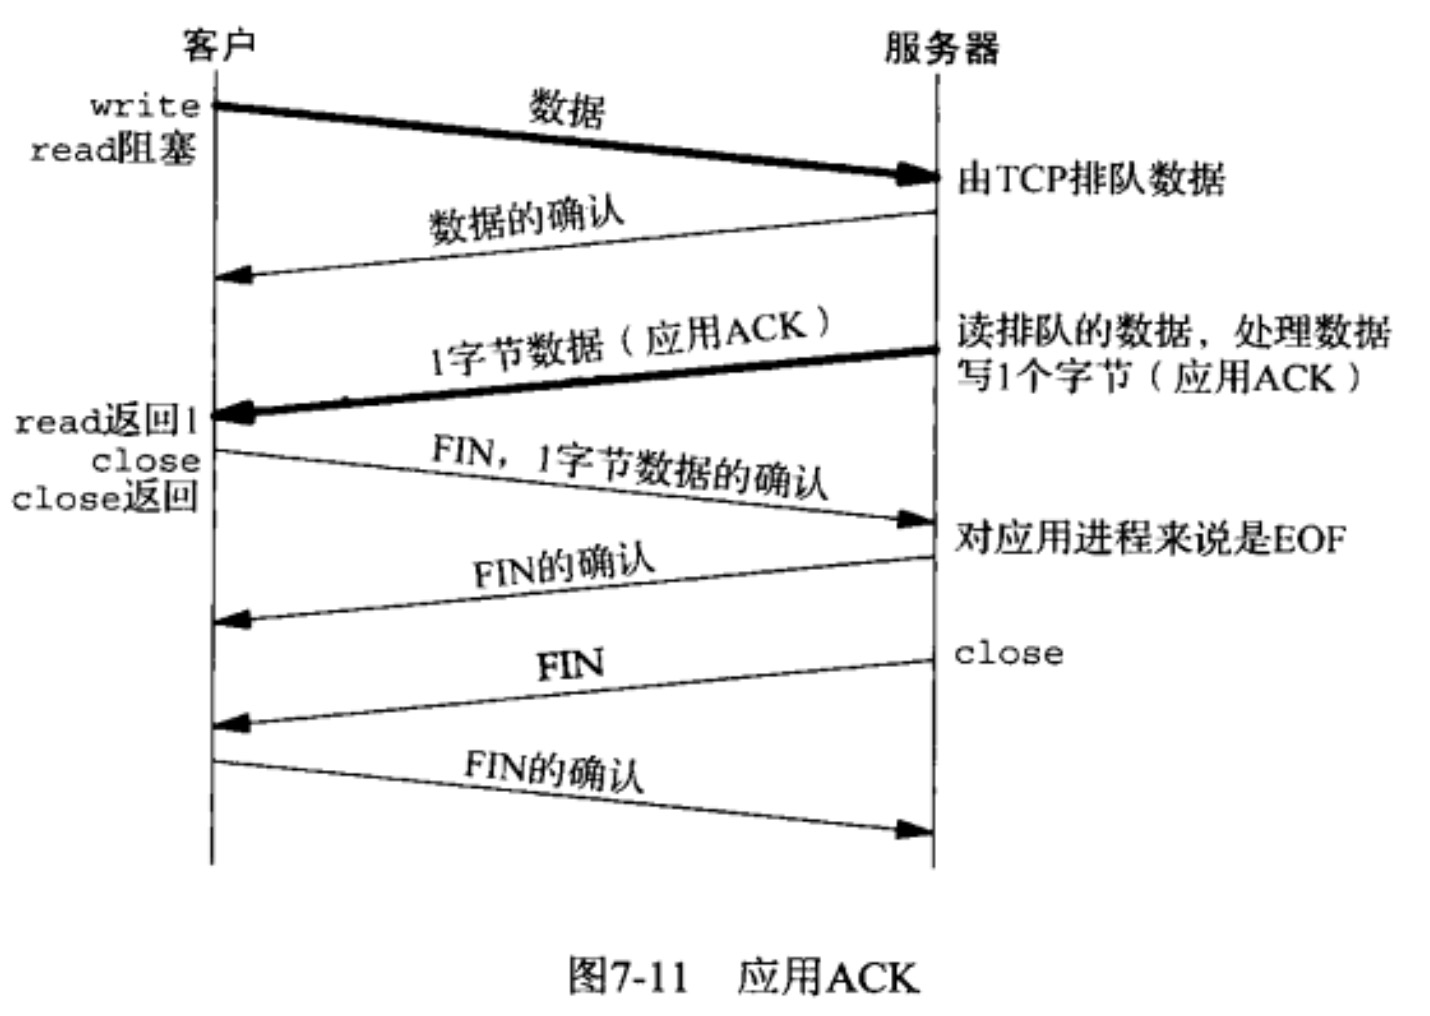 客户
服务器
write
数据
read阻塞
由TCP排队数据
数据的确认
1字节数据（应用ACK）
读排队的数据，处理数据
写1个字节（应用ACK）
read返回1
close
FIN，1字节数据的确认
close返回
对应用进程来说是EOF
FIN的确认
close
FIN
FIN的确认
图7-11 应用ACK